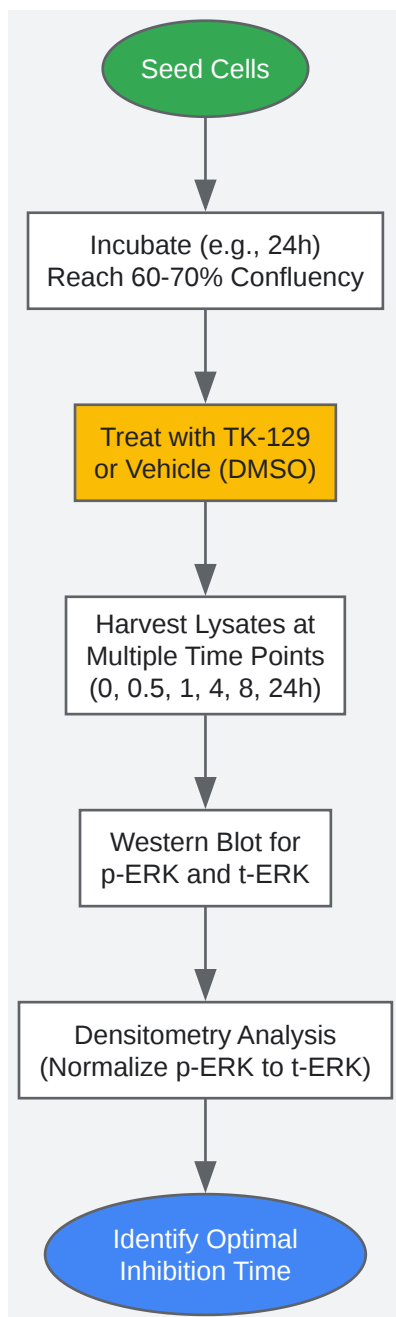 Seed Cells
Incubate (e.g., 24h)
Reach 60-70% Confluency
Treat with TK-129
or Vehicle (DMSO)
Harvest Lysates at
Multiple Time Points
(0, 0.5, 1, 4, 8, 24h)
Western Blot for
p-ERK and t-ERK
Densitometry Analysis
(Normalize p-ERK to t-ERK)
Identify Optimal
Inhibition Time